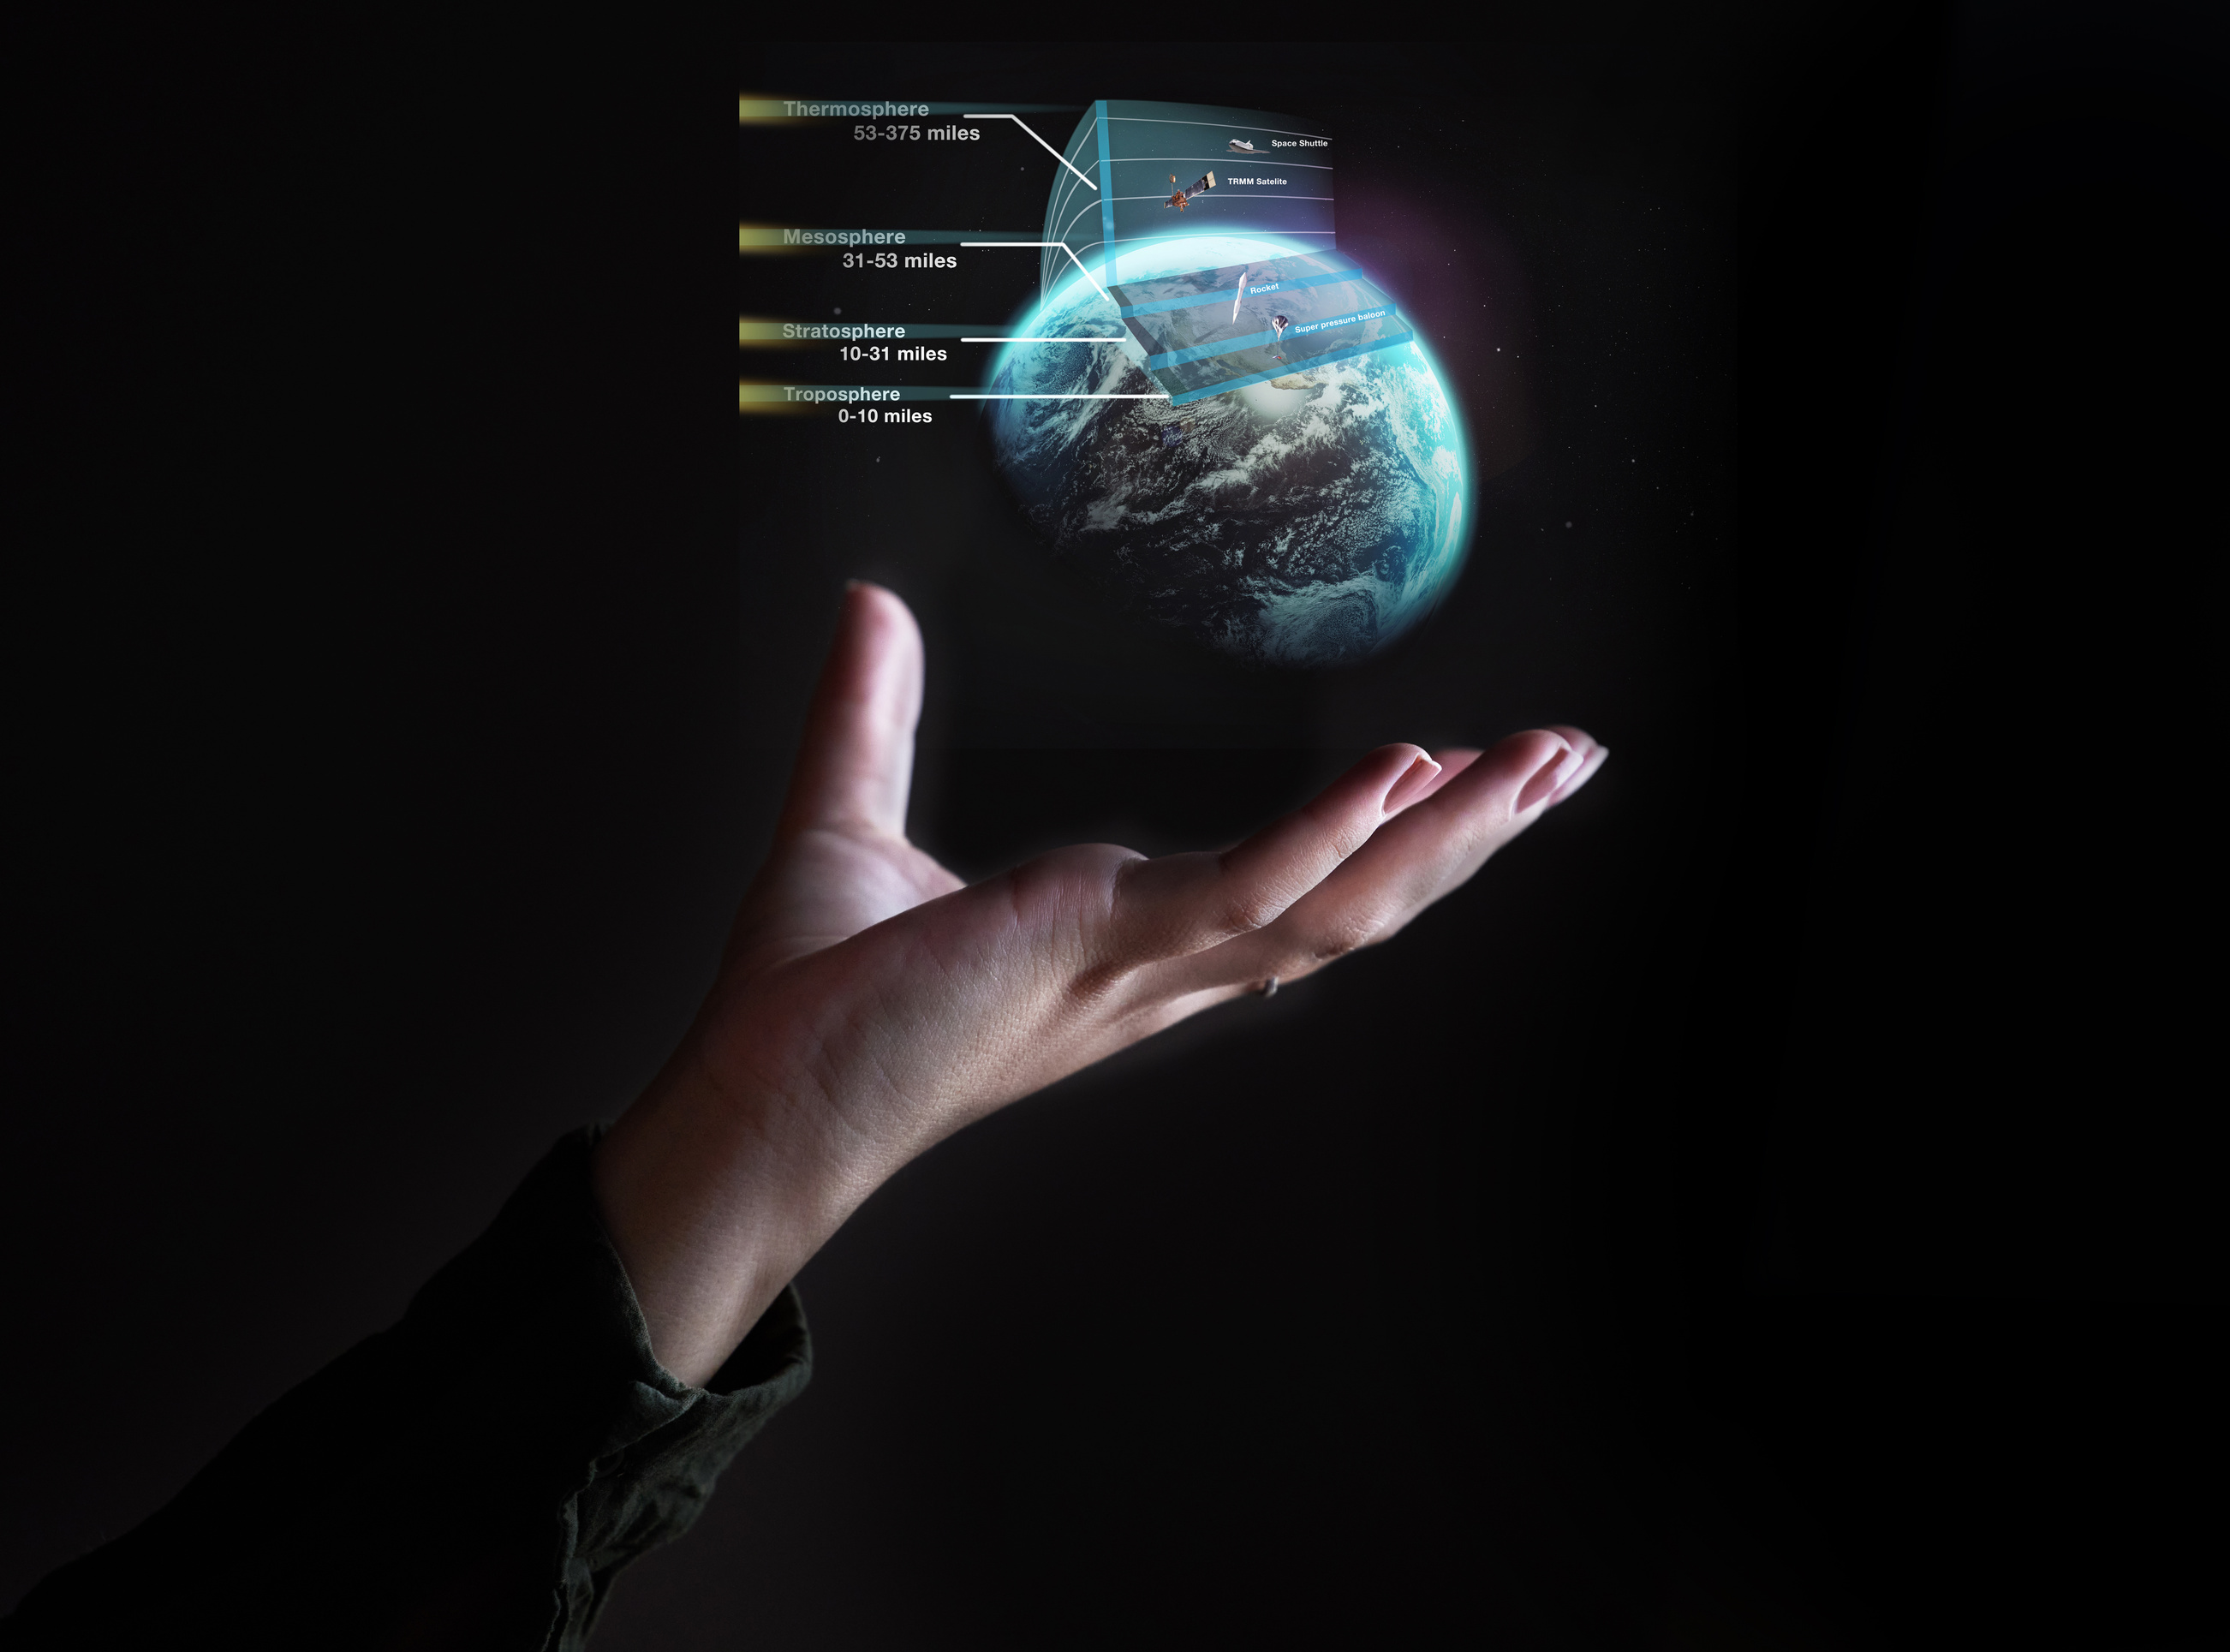 Thermosphere
53-375 miles
Space Shuttle
TRMM Satelite
Mesosphere
31-53 miles
Rocket
Super pressure baloon
Stratosphere
10-31 miles
Troposphere
0-10 miles